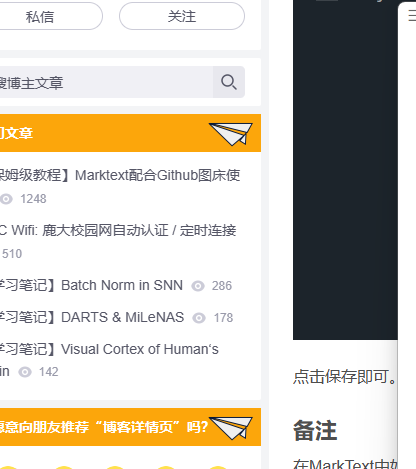 私信
关注
搜博主文章
门文章
保姆级教程】Marktext配合Github图床使
1248
C Wifi: 鹿大校园网自动认证 / 定时连接
510
学习笔记】Batch Norm in SNN
286
学习笔记】DARTS & MiLeNAS
178
学习笔记】Visual Cortex of Human‘s
in
142
愿意向朋友推荐“博客详情页”吗?
点击保存即可。
备注
在MarkText中如